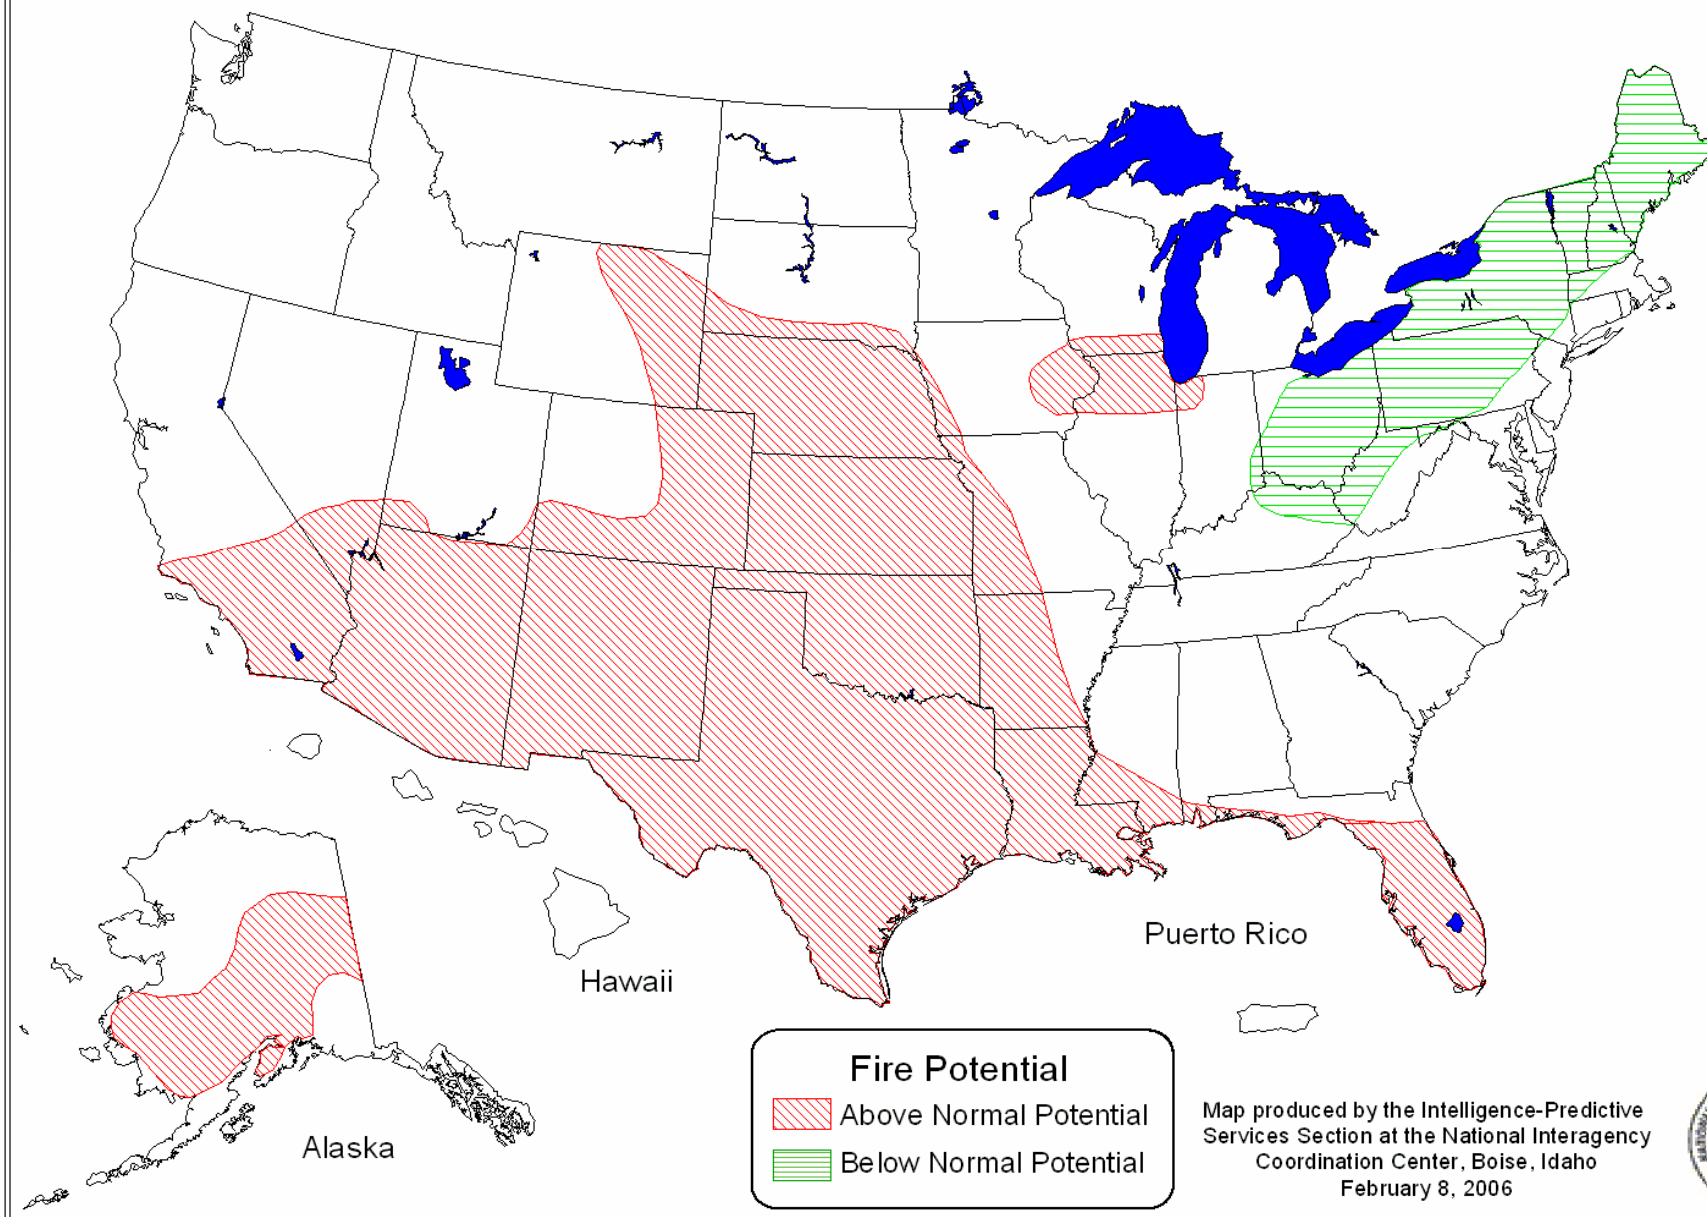 Puerto Rico
Hawaii
Alaska
Fire Potential
Above Normal Potential
Below Normal Potential
Map produced by the Intelligence-Predictive
Services Section at the National Interagency
Coordination Center, Boise, Idaho
February 8, 2006